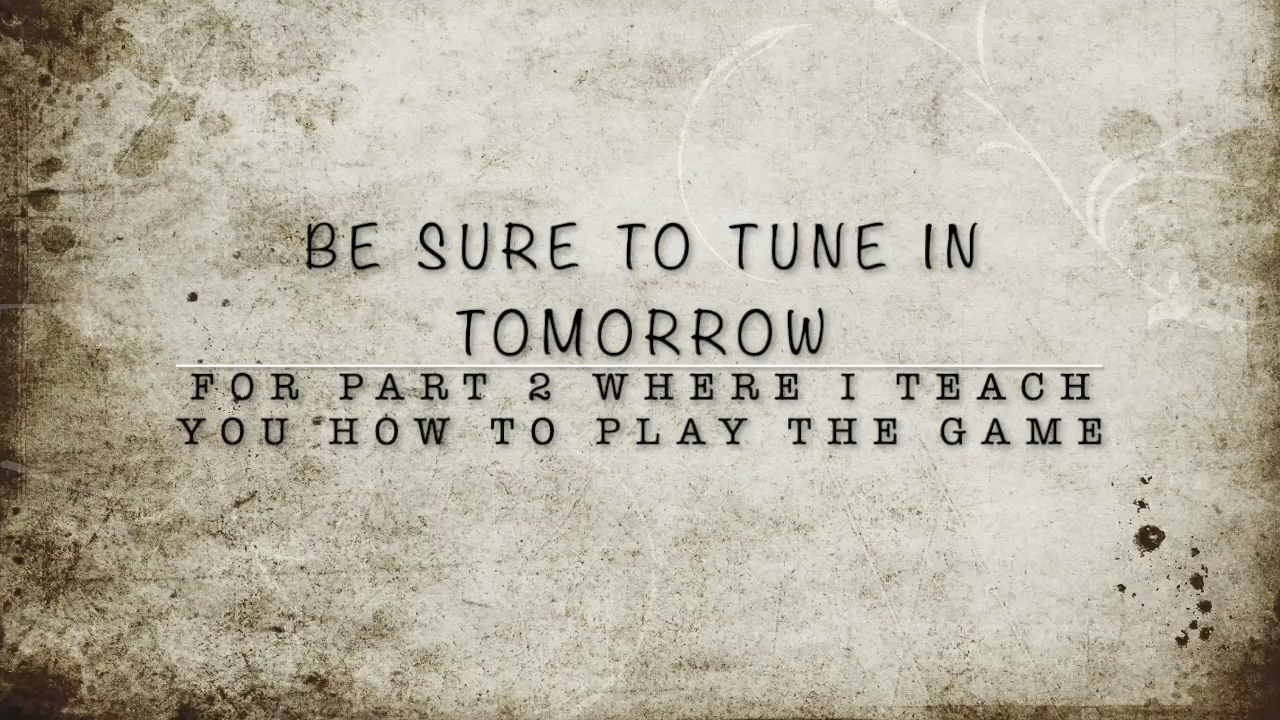 BE SURE TO TUNE IN
TOMORROW
FOR PART 2 WHERE I TEACH
YOU HOW TO PLAY THE GAME